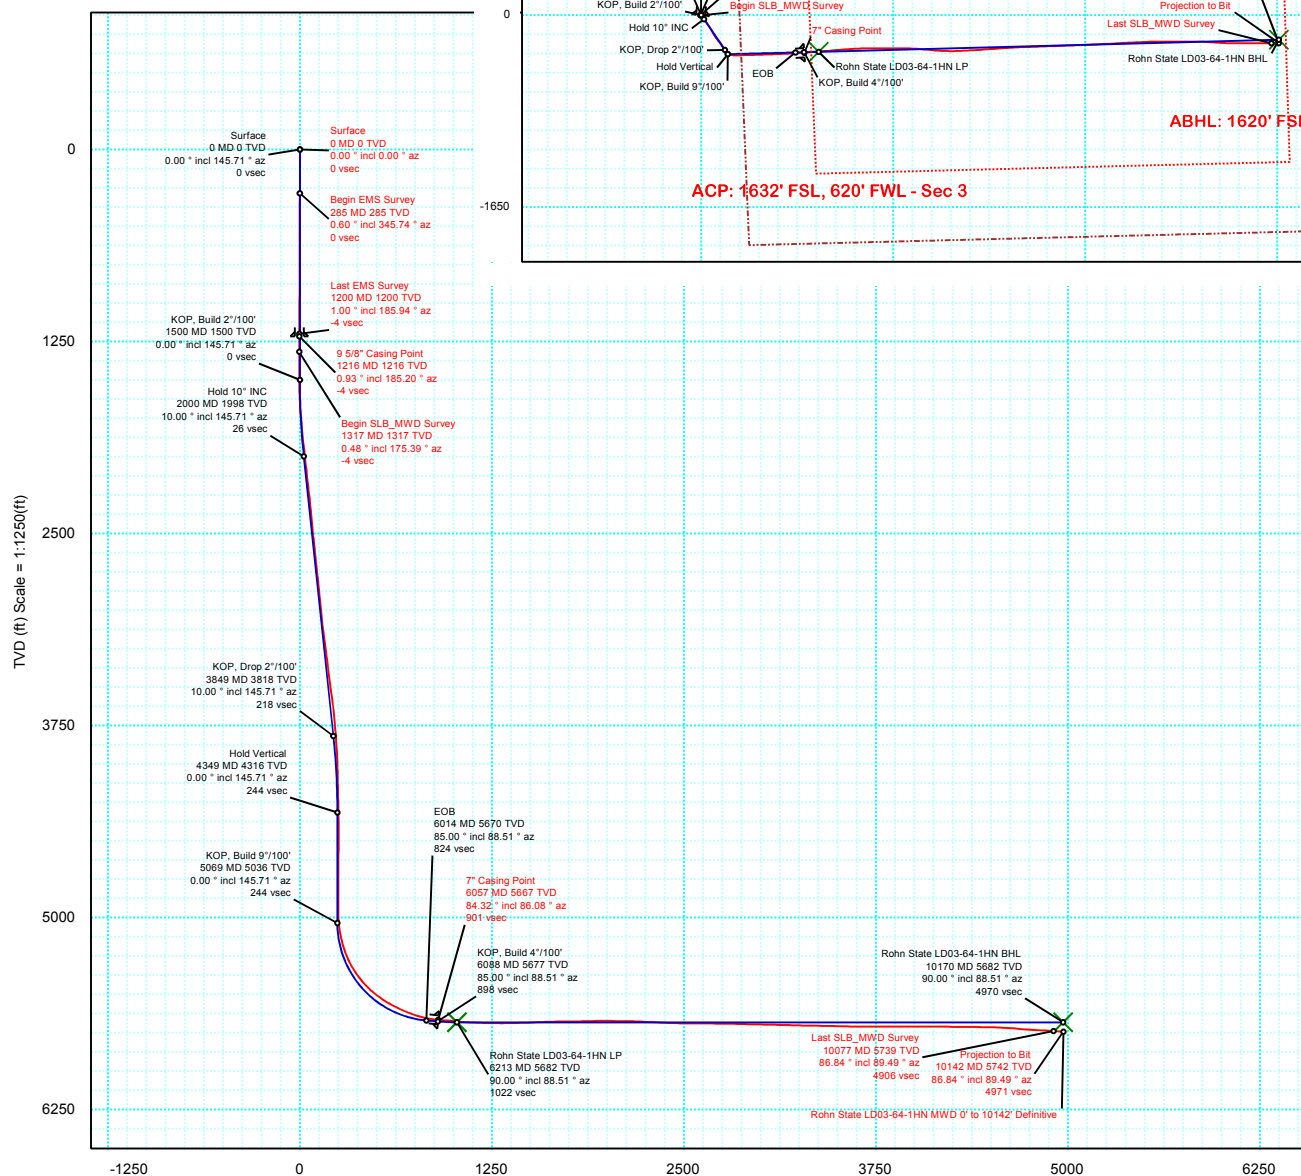 KOP, Build 2°/100'
Begin SLB_MWD Survey
Hold 10° INC
0
7" Casing Point
KOP, Drop 2°/100'
Hold Vertical
EOB
KOP, Build 9°/100'
Rohn State LD03-64-1HN LP
KOP, Build 4°/100'
Projection to Bit
Last SLB_MWD Survey
Rohn State LD03-64-1HN BHL
ABHL: 1620' FSL
ACP: 1632' FSL, 620' FWL - Sec 3
-1650
Surface
0 MD 0 TVD
0.00 ° incl 145.71 ° az
0 vsec
Surface
0 MD 0 TVD
0.00 ° incl 0.00 ° az
0 vsec
Begin EMS Survey
285 MD 285 TVD
0.60 ° incl 345.74 ° az
0 vsec
Last EMS Survey
1200 MD 1200 TVD
1.00 ° incl 185.94 ° az
-4 vsec
KOP, Build 2°/100'
1500 MD 1500 TVD
0.00 ° incl 145.71 ° az
0 vsec
9 5/8" Casing Point
1216 MD 1216 TVD
0.93 ° incl 185.20 ° az
-4 vsec
Hold 10° INC
2000 MD 1998 TVD
10.00 ° incl 145.71 ° az
26 vsec
Begin SLB_MWD Survey
1317 MD 1317 TVD
0.48 ° incl 175.39 ° az
-4 vsec
KOP, Drop 2°/100'
3849 MD 3818 TVD
10.00 ° incl 145.71 ° az
218 vsec
Hold Vertical
4349 MD 4316 TVD
0.00 ° incl 145.71 ° az
244 vsec
KOP, Build 9°/100'
5069 MD 5036 TVD
0.00 ° incl 145.71 ° az
244 vsec
EOB
6014 MD 5670 TVD
85.00 ° incl 88.51 ° az
824 vsec
7" Casing Point
6057 MD 5667 TVD
84.32 ° incl 86.08 ° az
901 vsec
KOP, Build 4°/100'
6088 MD 5677 TVD
85.00 ° incl 88.51 ° az
898 vsec
Rohn State LD03-64-1HN LP
6213 MD 5682 TVD
90.00 ° incl 88.51 ° az
1022 vsec
Rohn State LD03-64-1HN BHL
10170 MD 5682 TVD
90.00 ° incl 88.51 ° az
4970 vsec
Last SLB_MWD Survey
10077 MD 5739 TVD
86.84 ° incl 89.49 ° az
4906 vsec
Projection to Bit
10142 MD 5742 TVD
86.84 ° incl 89.49 ° az
4971 vsec
Rohn State LD03-64-1HN MWD 0' to 10142' Definitive
TVD (ft) Scale = 1:1250(ft)
0
1250
2500
3750
5000
6250
-1250
0
1250
2500
3750
5000
6250